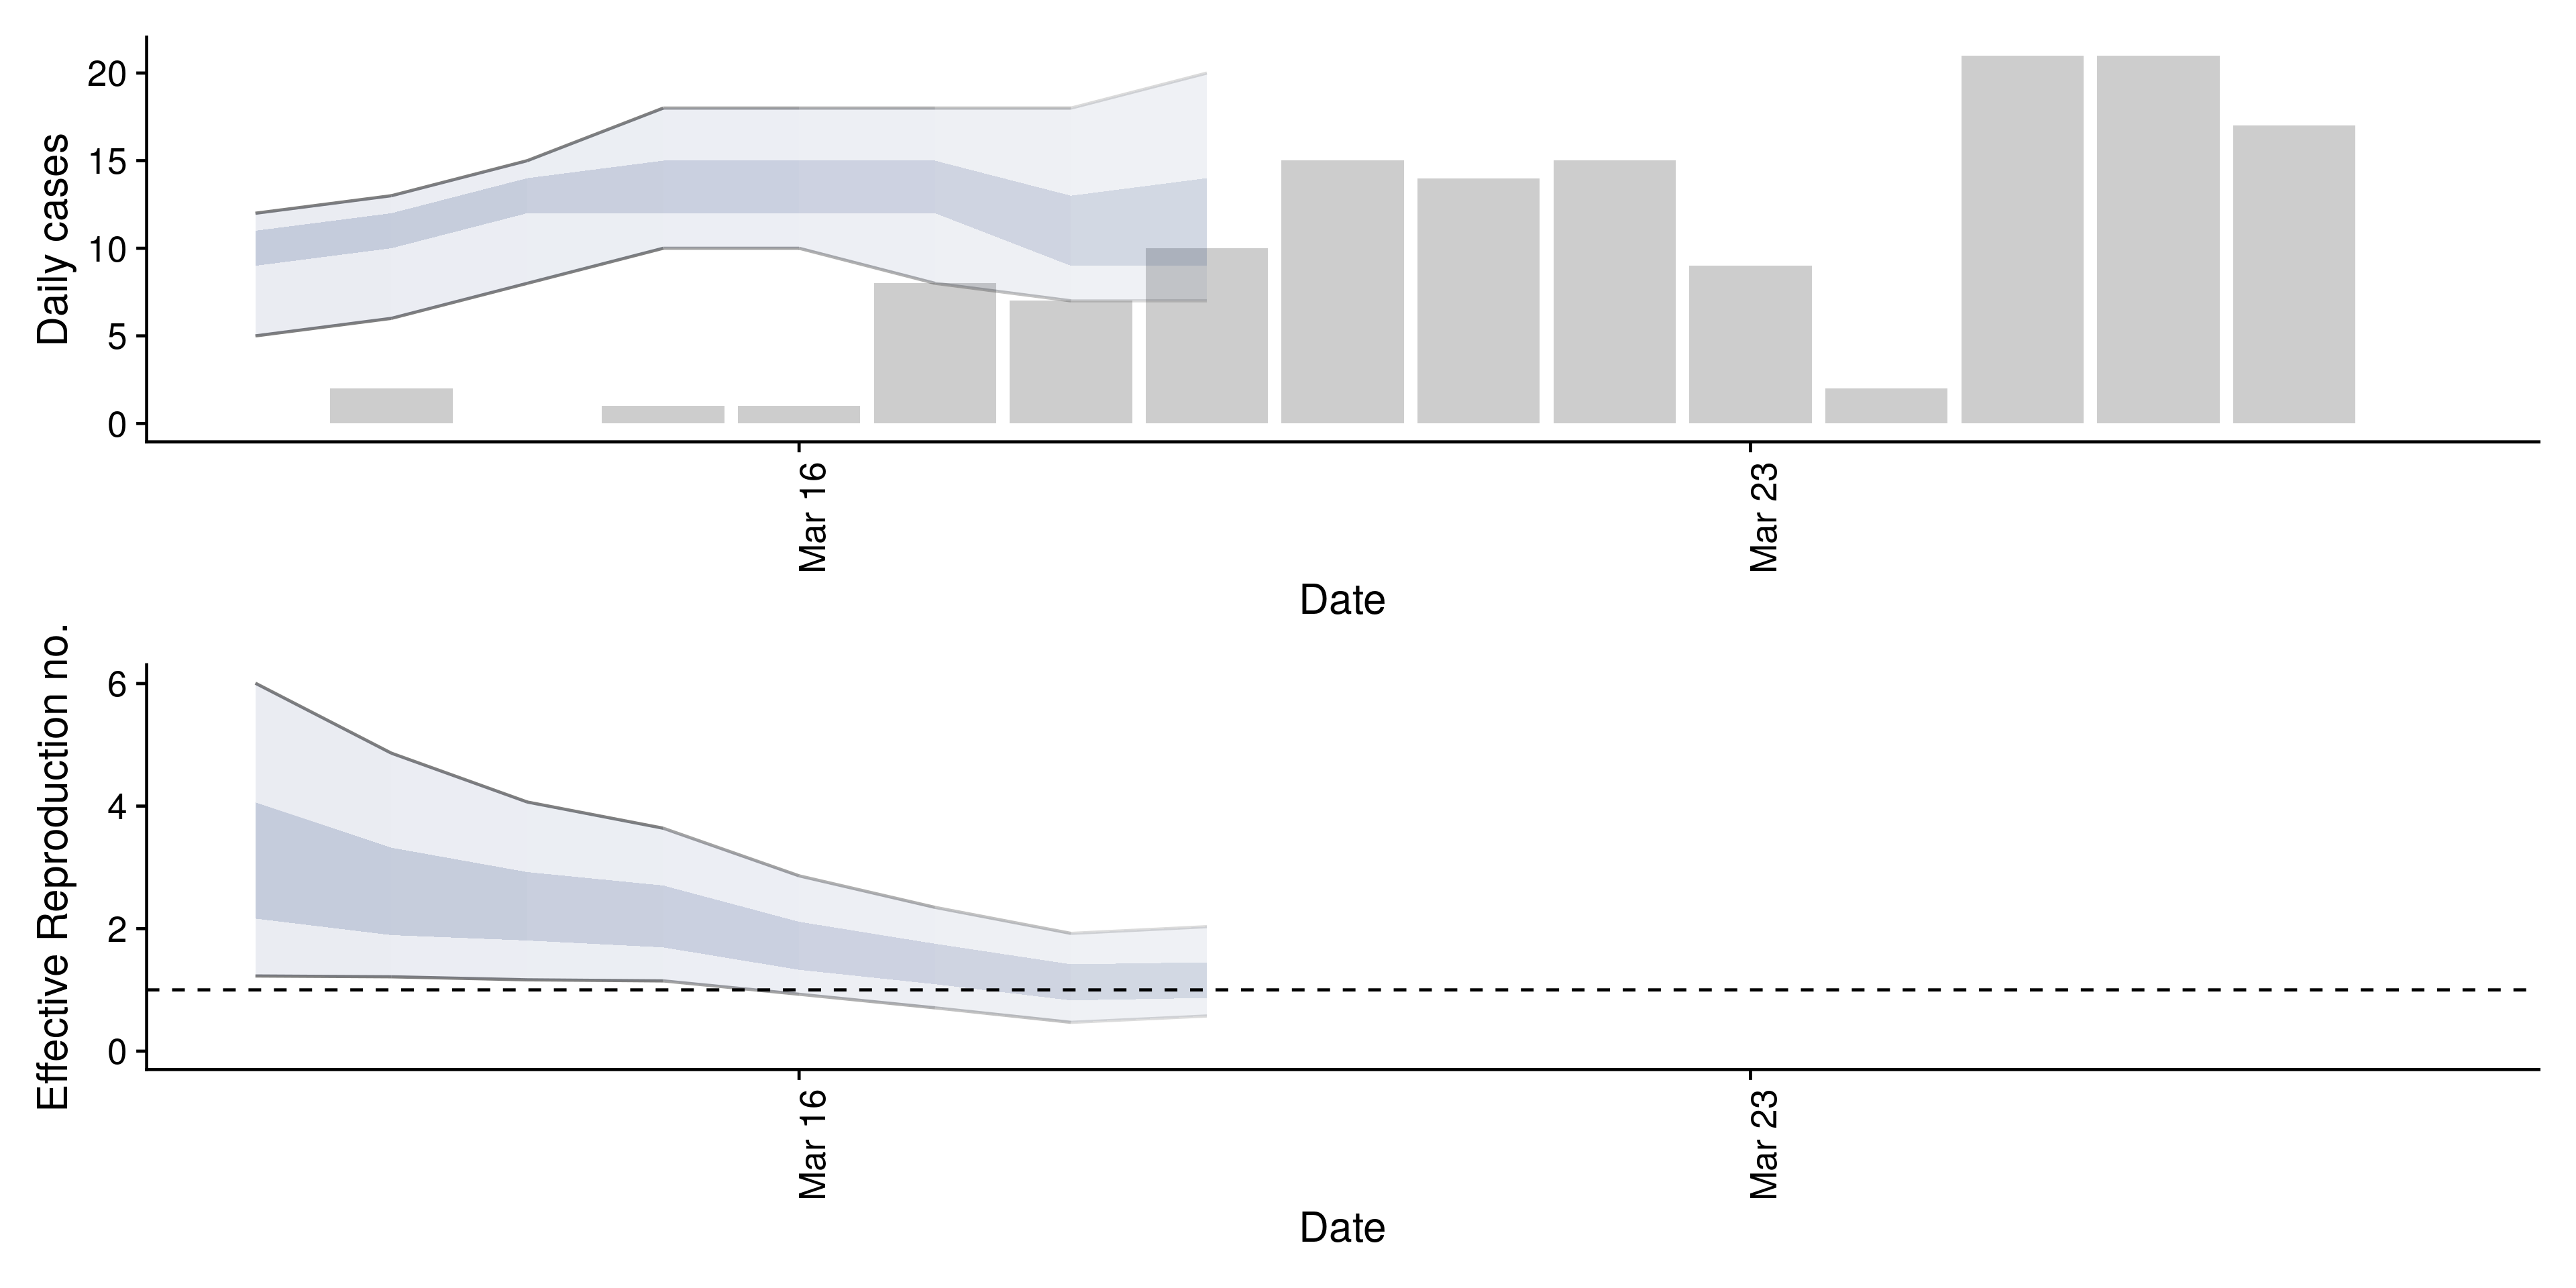 Daily cases
20
15
10
5
0
Mar 16
Mar 23
Date
Effective Reproduction no.
6
4
2
0
Mar 16
Mar 23
Date